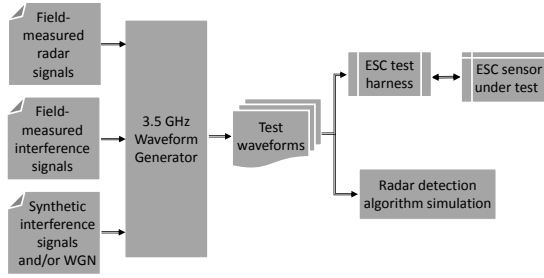 Field-
measured
radar
signals
Field-
measured
interference
signals
Synthetic
interference
signals
and/or WGN
3.5 GHz
Waveform
Generator
Test
waveforms
ESC test
harness
ESC sensor
under test
Radar detection
algorithm simulation